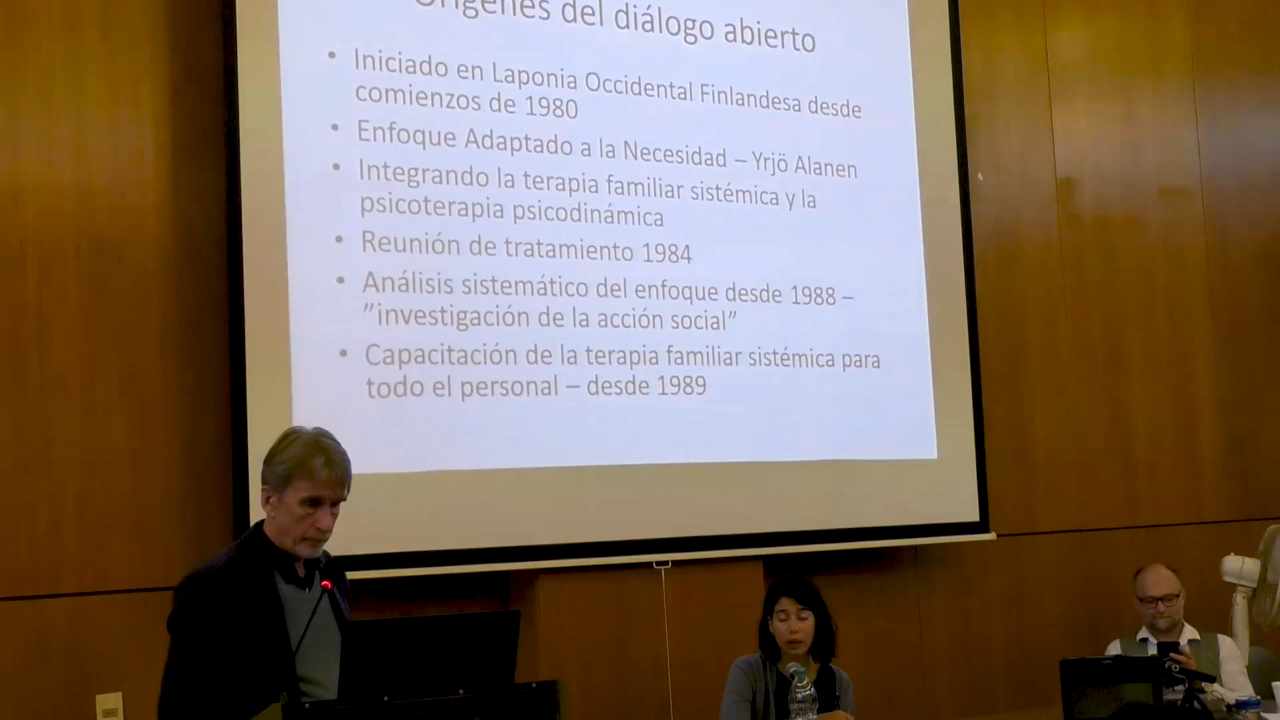 Orígenes del diálogo abierto
• Iniciado en Laponia Occidental Finlandesa desde
comienzos de 1980
• Enfoque Adaptado a la Necesidad – Yrjö Alanen
• Integrando la terapia familiar sistémica y la
psicoterapia psicodinámica
• Reunión de tratamiento 1984
• Análisis sistemático del enfoque desde 1988 –
”investigación de la acción social”
• Capacitación de la terapia familiar sistémica para
todo el personal – desde 1989